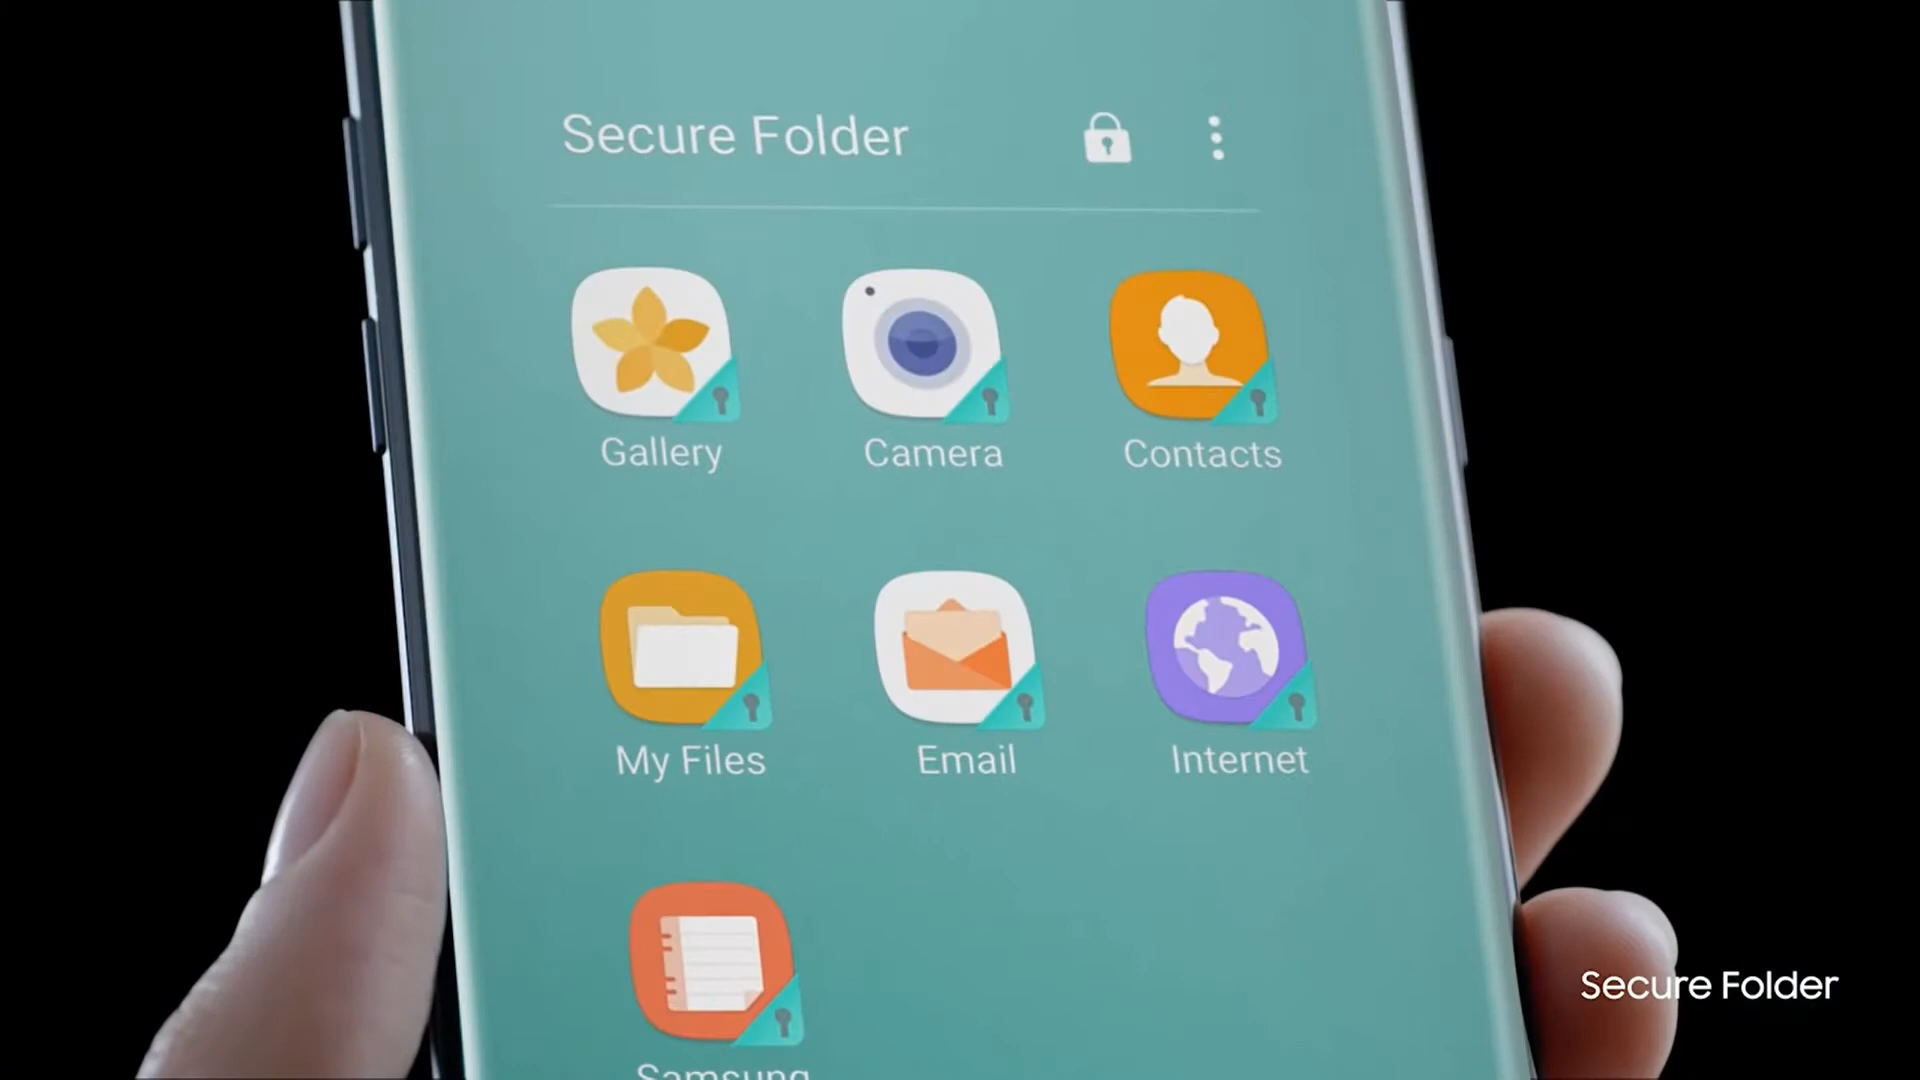 Secure Folder
Gallery
Camera
Contacts
My Files
Email
Internet
Samsung
Secure Folder